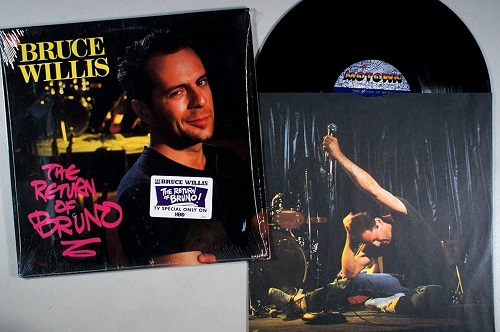 BRUCE
WILLIS
THE
RETURN
OF
BRUNO
BRUCE WILLIS
THE RETURN
OF BRUNO!
TV SPECIAL ONLY ON
HBO
MOTOWN